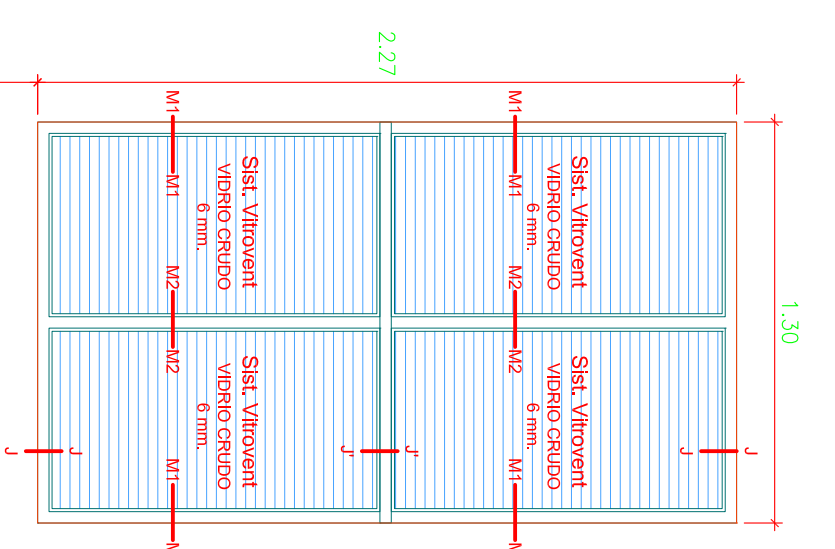 1.30
J
J
Sist. Vitrovent
VIDRIO CRUDO
6 mm.
Sist. Vitrovent
VIDRIO CRUDO
6 mm.
M1 M1 M2 M2 M1
J'
2.27
J'
Sist. Vitrovent
VIDRIO CRUDO
6 mm.
Sist. Vitrovent
VIDRIO CRUDO
6 mm.
M1 M1 M2 M2 M1
J
J